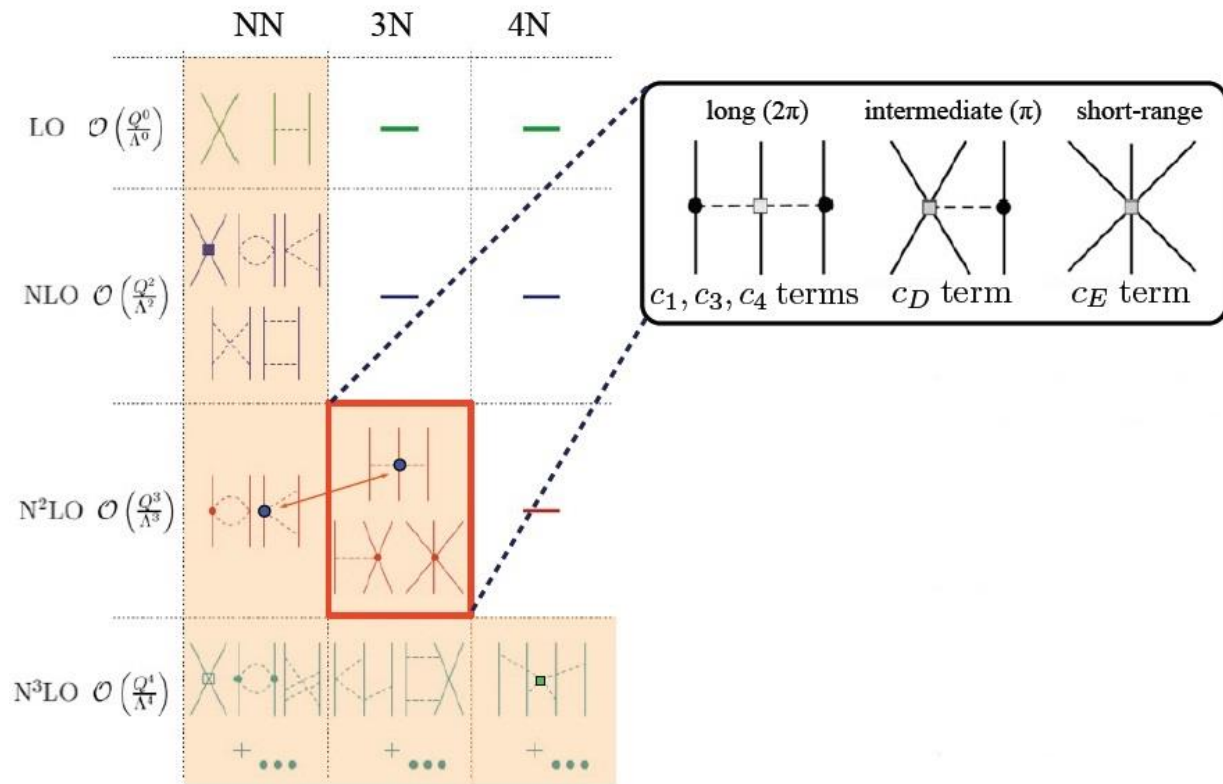 NN 3N 4N
LO 𝒪(Q⁰/Λ⁰)
NLO 𝒪(Q²/Λ²)
N²LO 𝒪(Q³/Λ³)
N³LO 𝒪(Q⁴/Λ⁴)
+ ••• + ••• + •••
long (2π) intermediate (π) short-range
c₁, c₃, c₄ terms c_D term c_E term